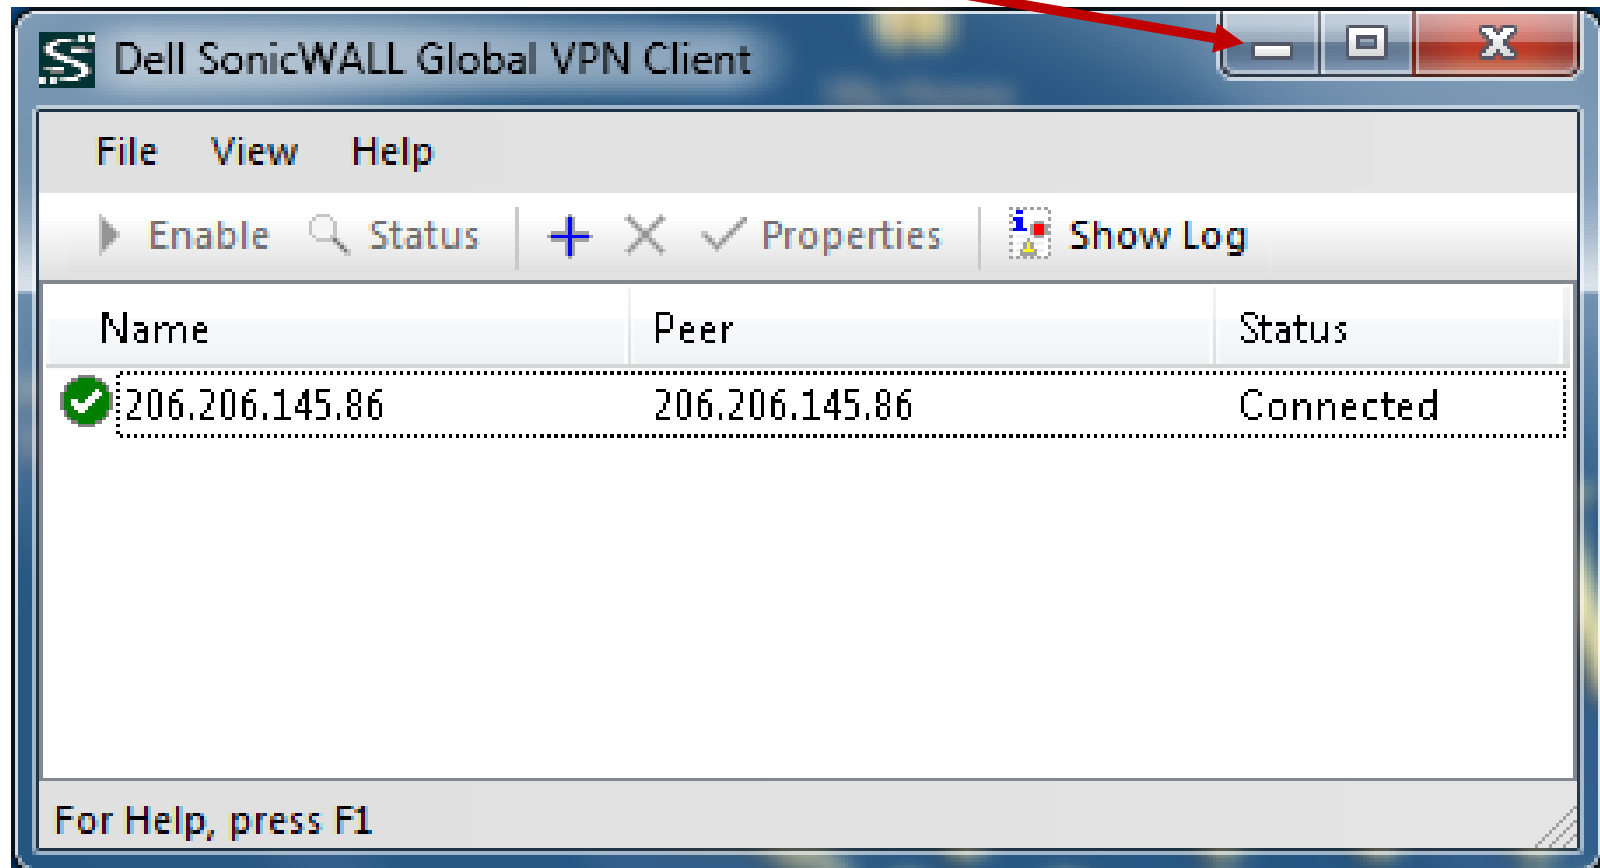 Dell SonicWALL Global VPN Client
File View Help
Enable Status Properties Show Log
Name Peer Status
206.206.145.86 206.206.145.86 Connected
For Help, press F1